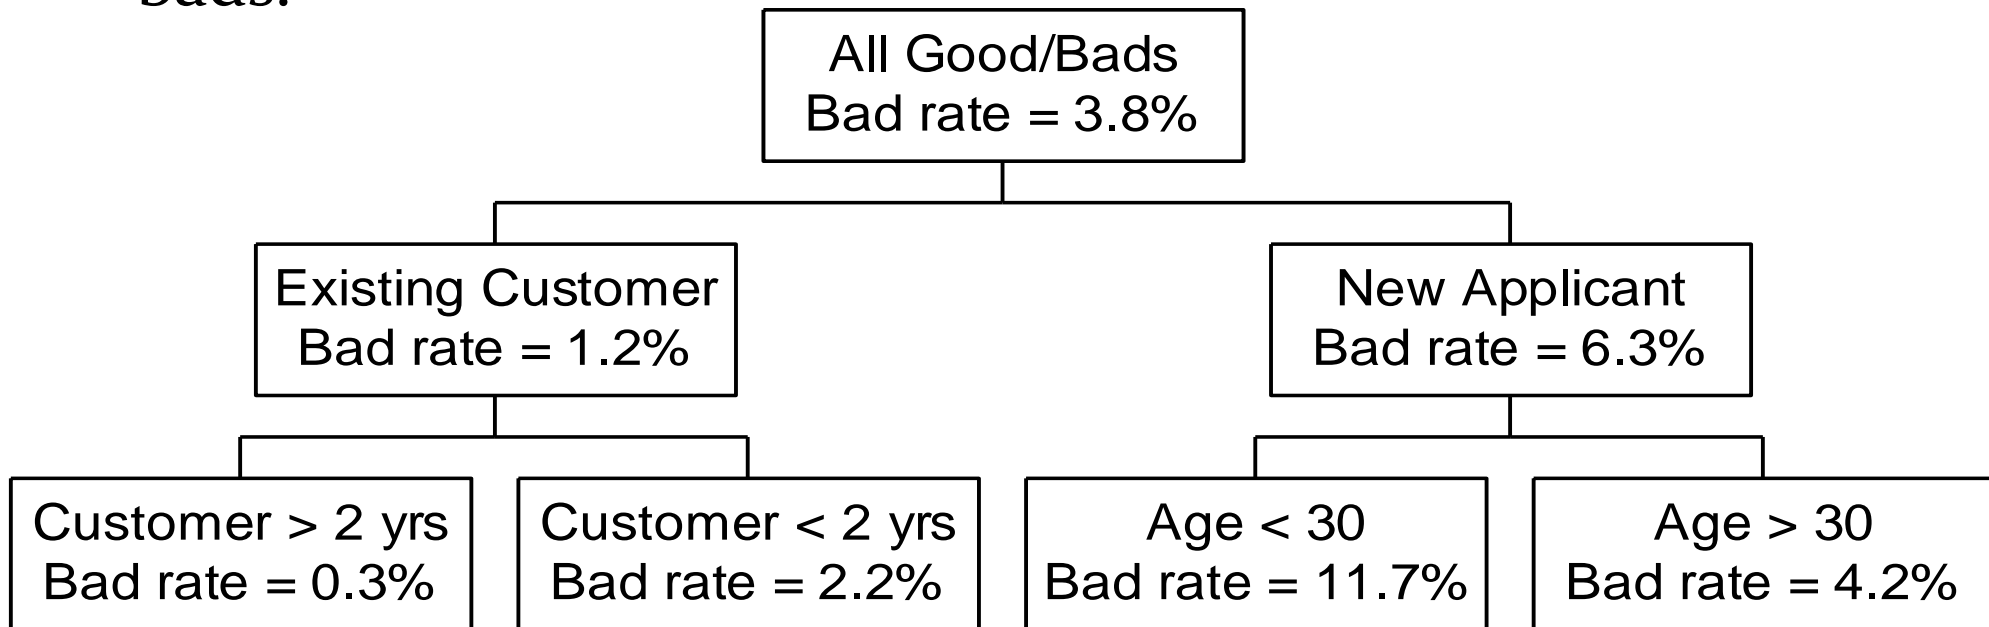 bads.
All Good/Bads
Bad rate = 3.8%
Existing Customer
Bad rate = 1.2%
New Applicant
Bad rate = 6.3%
Customer > 2 yrs
Bad rate = 0.3%
Customer < 2 yrs
Bad rate = 2.2%
Age < 30
Bad rate = 11.7%
Age > 30
Bad rate = 4.2%